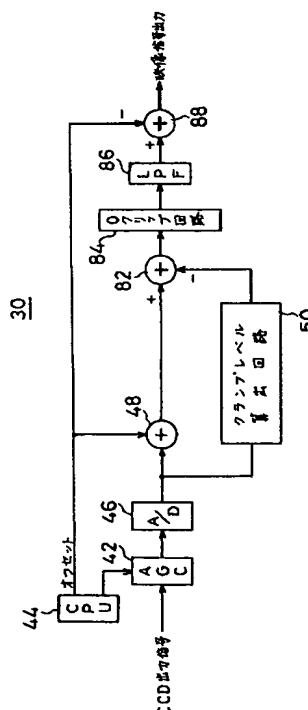 30
CCD出力信号
44
CPU
オフセット
42
AGC
46
A/D
48
+
クランプレベル
算出回路
50
+
-
82
+
84
0クリップ回路
86
LPF
+
-
88
+
映像信号出力